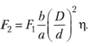 F₂ = F₁ b/a (D/d)² η.